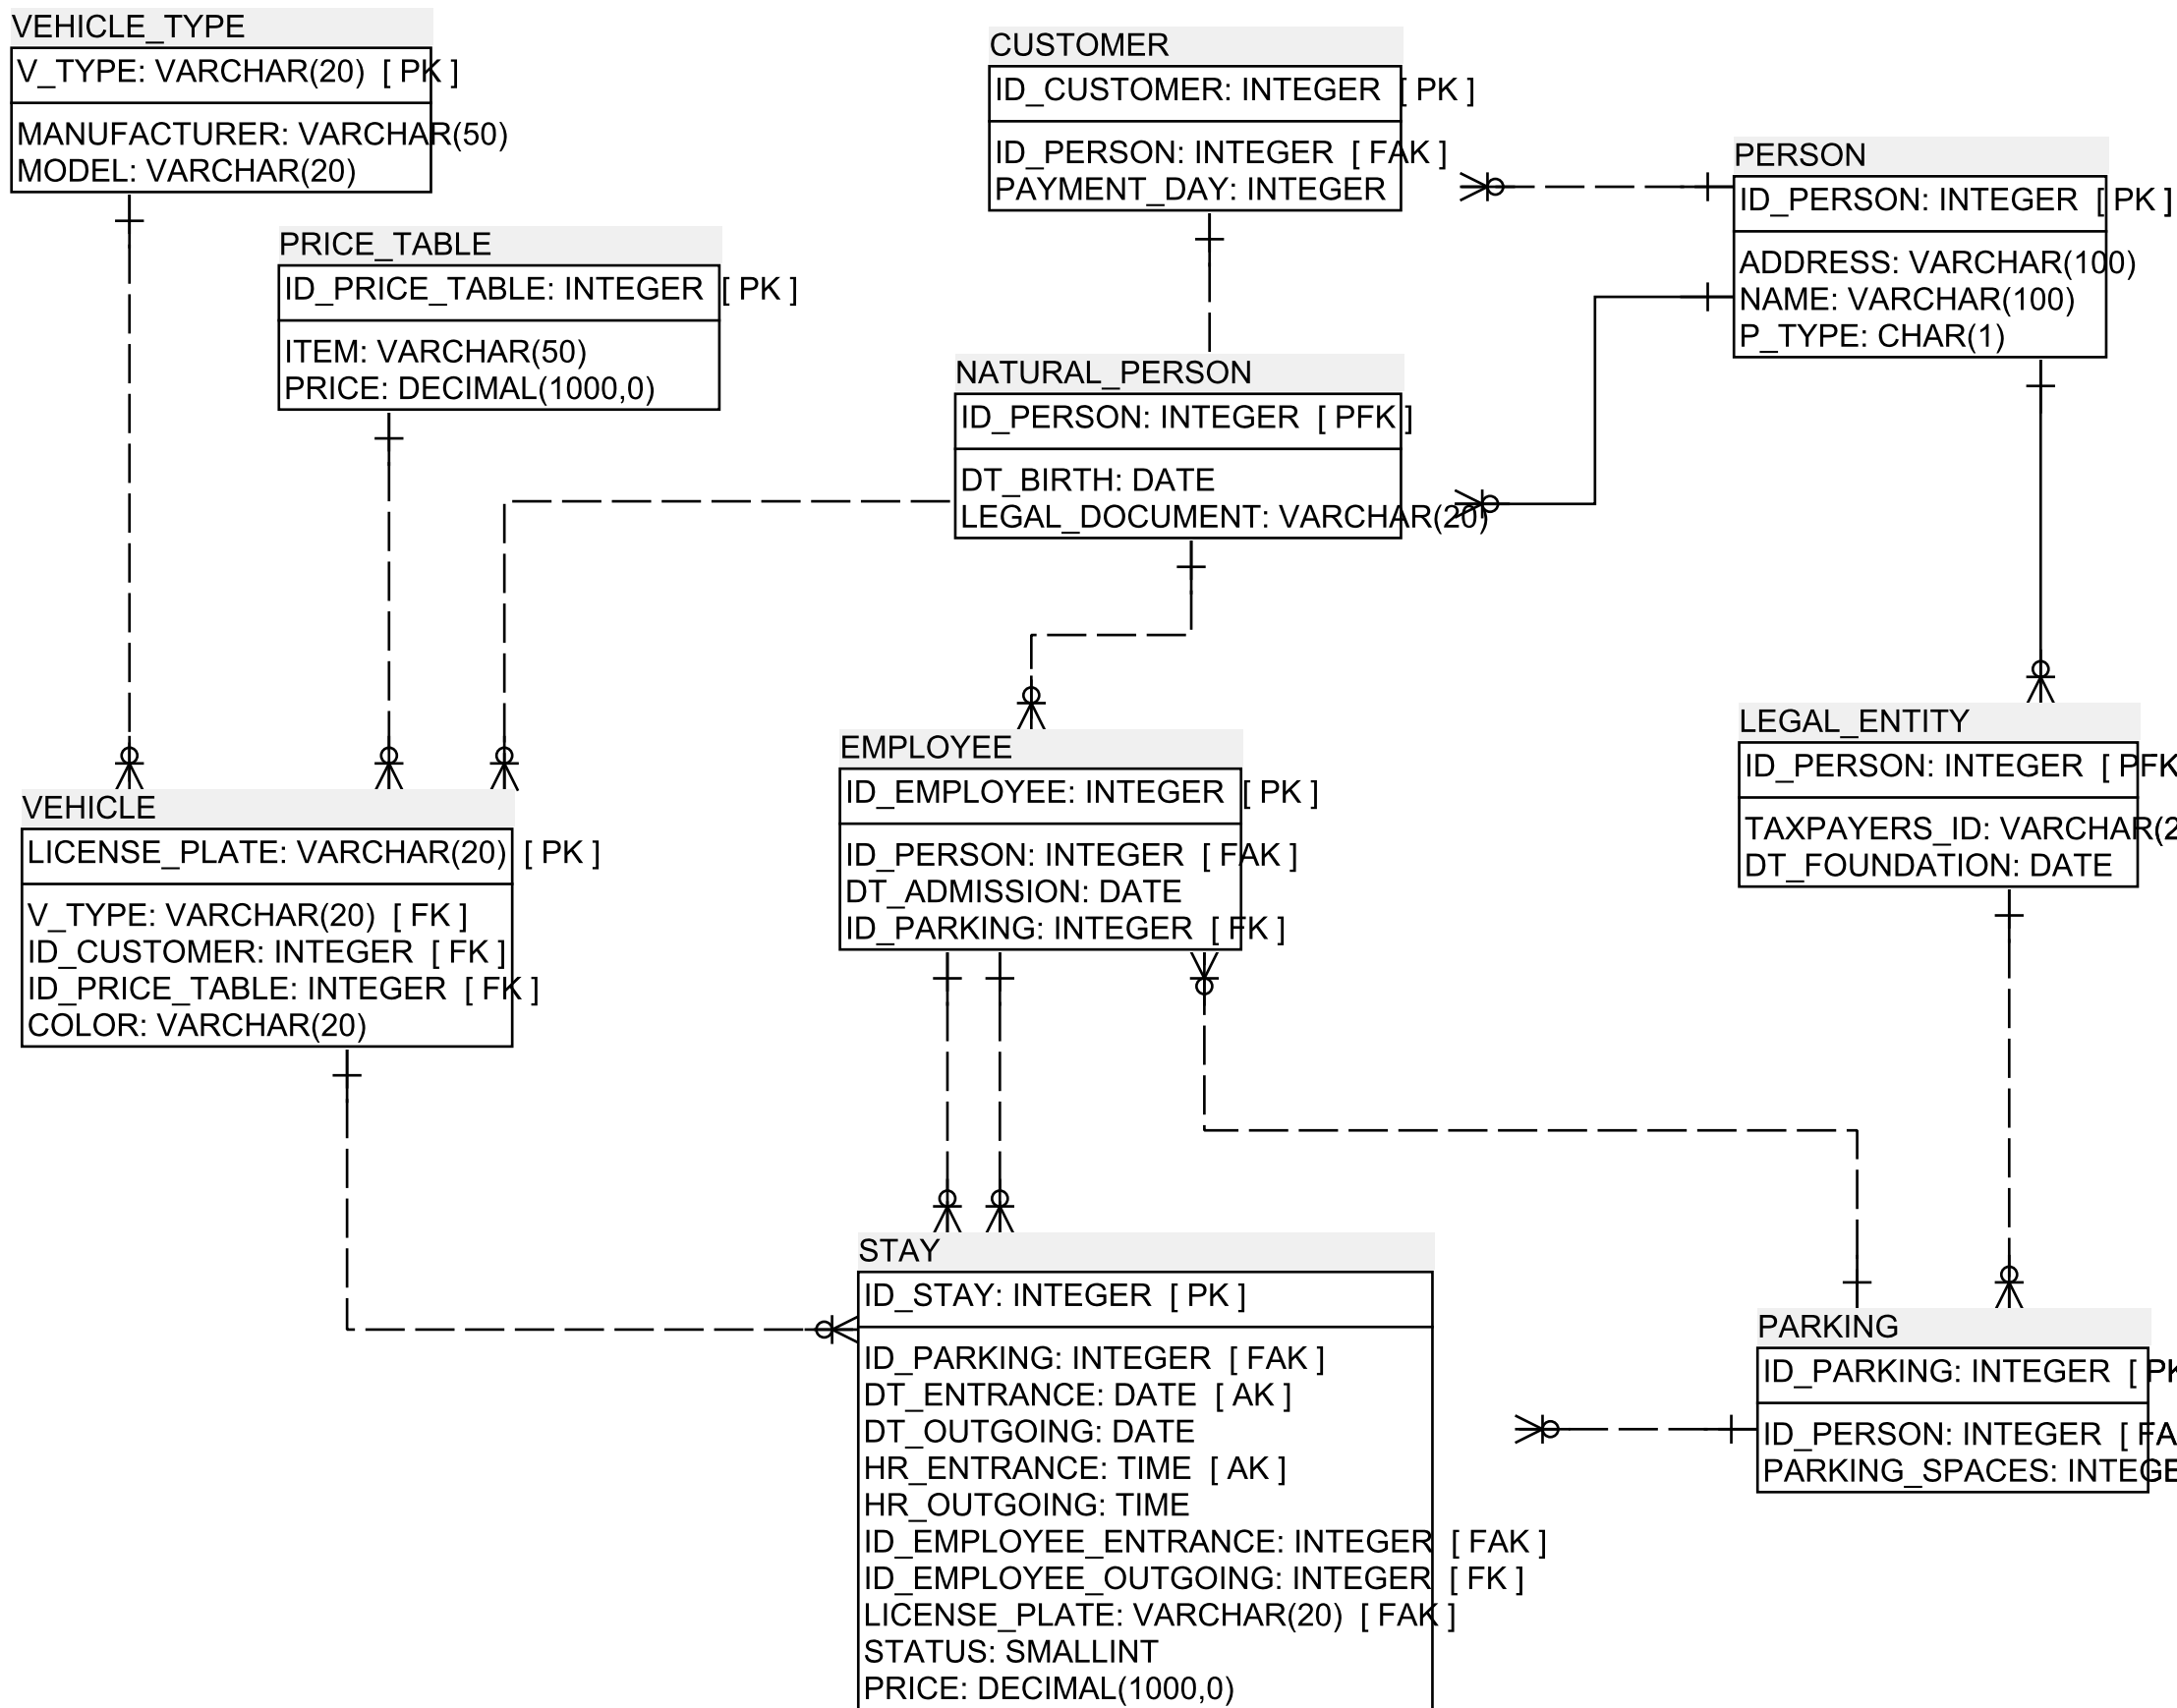 VEHICLE_TYPE
V_TYPE: VARCHAR(20) [ PK ]
MANUFACTURER: VARCHAR(50)
MODEL: VARCHAR(20)
CUSTOMER
ID_CUSTOMER: INTEGER [ PK ]
ID_PERSON: INTEGER [ FAK ]
PAYMENT_DAY: INTEGER
PERSON
ID_PERSON: INTEGER [ PK ]
ADDRESS: VARCHAR(100)
NAME: VARCHAR(100)
P_TYPE: CHAR(1)
PRICE_TABLE
ID_PRICE_TABLE: INTEGER [ PK ]
ITEM: VARCHAR(50)
PRICE: DECIMAL(1000,0)
NATURAL_PERSON
ID_PERSON: INTEGER [ PFK ]
DT_BIRTH: DATE
LEGAL_DOCUMENT: VARCHAR(20)
LEGAL_ENTITY
ID_PERSON: INTEGER [ PFK
TAXPAYERS_ID: VARCHAR(2
DT_FOUNDATION: DATE
EMPLOYEE
ID_EMPLOYEE: INTEGER [ PK ]
ID_PERSON: INTEGER [ FAK ]
DT_ADMISSION: DATE
ID_PARKING: INTEGER [ FK ]
VEHICLE
LICENSE_PLATE: VARCHAR(20) [ PK ]
V_TYPE: VARCHAR(20) [ FK ]
ID_CUSTOMER: INTEGER [ FK ]
ID_PRICE_TABLE: INTEGER [ FK ]
COLOR: VARCHAR(20)
STAY
ID_STAY: INTEGER [ PK ]
ID_PARKING: INTEGER [ FAK ]
DT_ENTRANCE: DATE [ AK ]
DT_OUTGOING: DATE
HR_ENTRANCE: TIME [ AK ]
HR_OUTGOING: TIME
ID_EMPLOYEE_ENTRANCE: INTEGER [ FAK ]
ID_EMPLOYEE_OUTGOING: INTEGER [ FK ]
LICENSE_PLATE: VARCHAR(20) [ FAK ]
STATUS: SMALLINT
PRICE: DECIMAL(1000,0)
PARKING
ID_PARKING: INTEGER [ PK
ID_PERSON: INTEGER [ FA
PARKING_SPACES: INTEGE